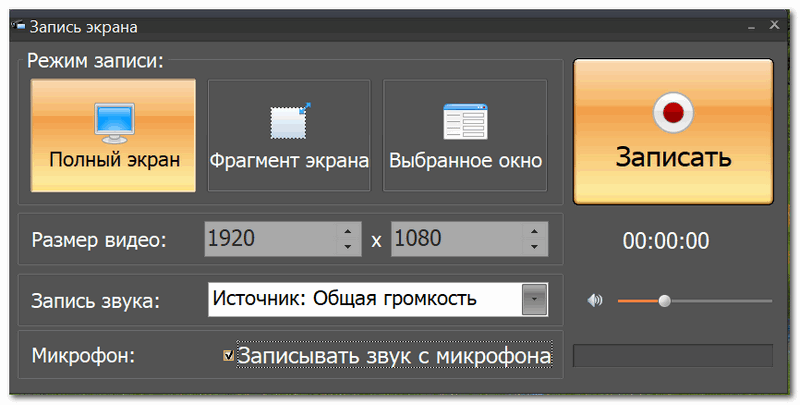 Запись экрана
Режим записи:
Полный экран
Фрагмент экрана
Выбранное окно
Записать
Размер видео: 1920 x 1080
00:00:00
Запись звука: Источник: Общая громкость
Микрофон: Записывать звук с микрофона